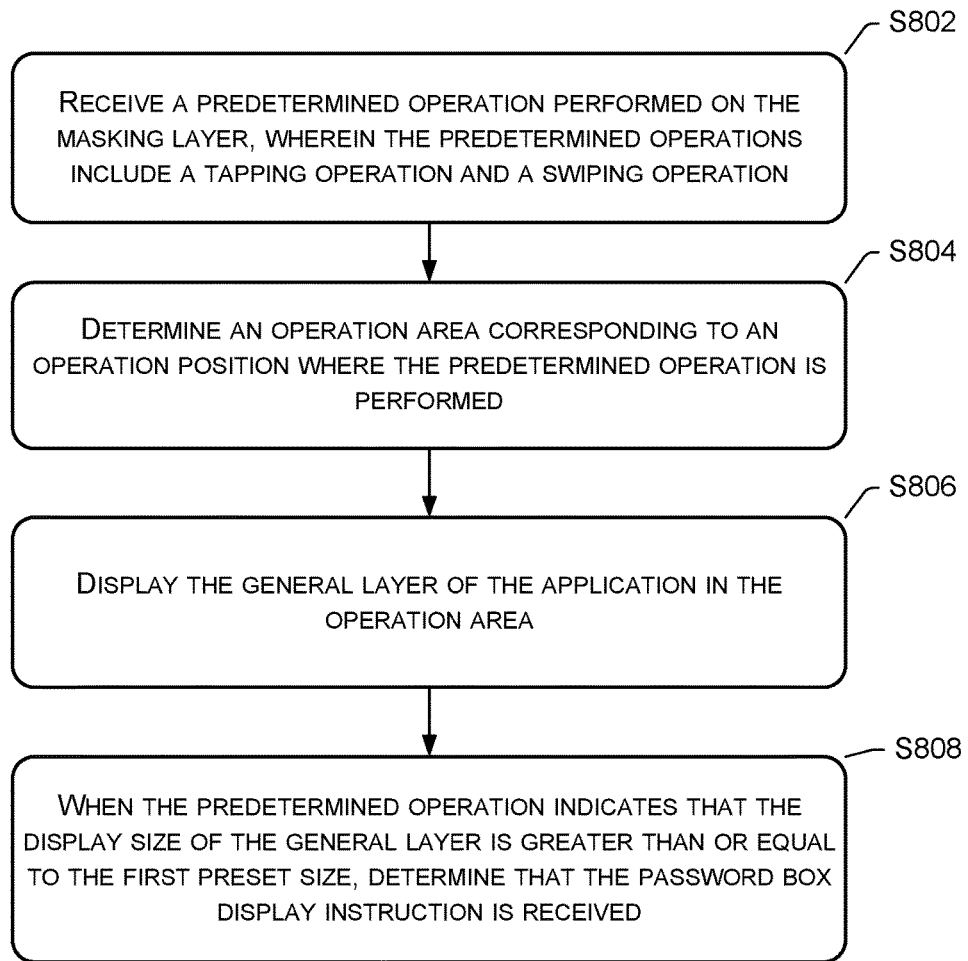 S802
RECEIVE A PREDETERMINED OPERATION PERFORMED ON THE
MASKING LAYER, WHEREIN THE PREDETERMINED OPERATIONS
INCLUDE A TAPPING OPERATION AND A SWIPING OPERATION
S804
DETERMINE AN OPERATION AREA CORRESPONDING TO AN
OPERATION POSITION WHERE THE PREDETERMINED OPERATION IS
PERFORMED
S806
DISPLAY THE GENERAL LAYER OF THE APPLICATION IN THE
OPERATION AREA
S808
WHEN THE PREDETERMINED OPERATION INDICATES THAT THE
DISPLAY SIZE OF THE GENERAL LAYER IS GREATER THAN OR EQUAL
TO THE FIRST PRESET SIZE, DETERMINE THAT THE PASSWORD BOX
DISPLAY INSTRUCTION IS RECEIVED